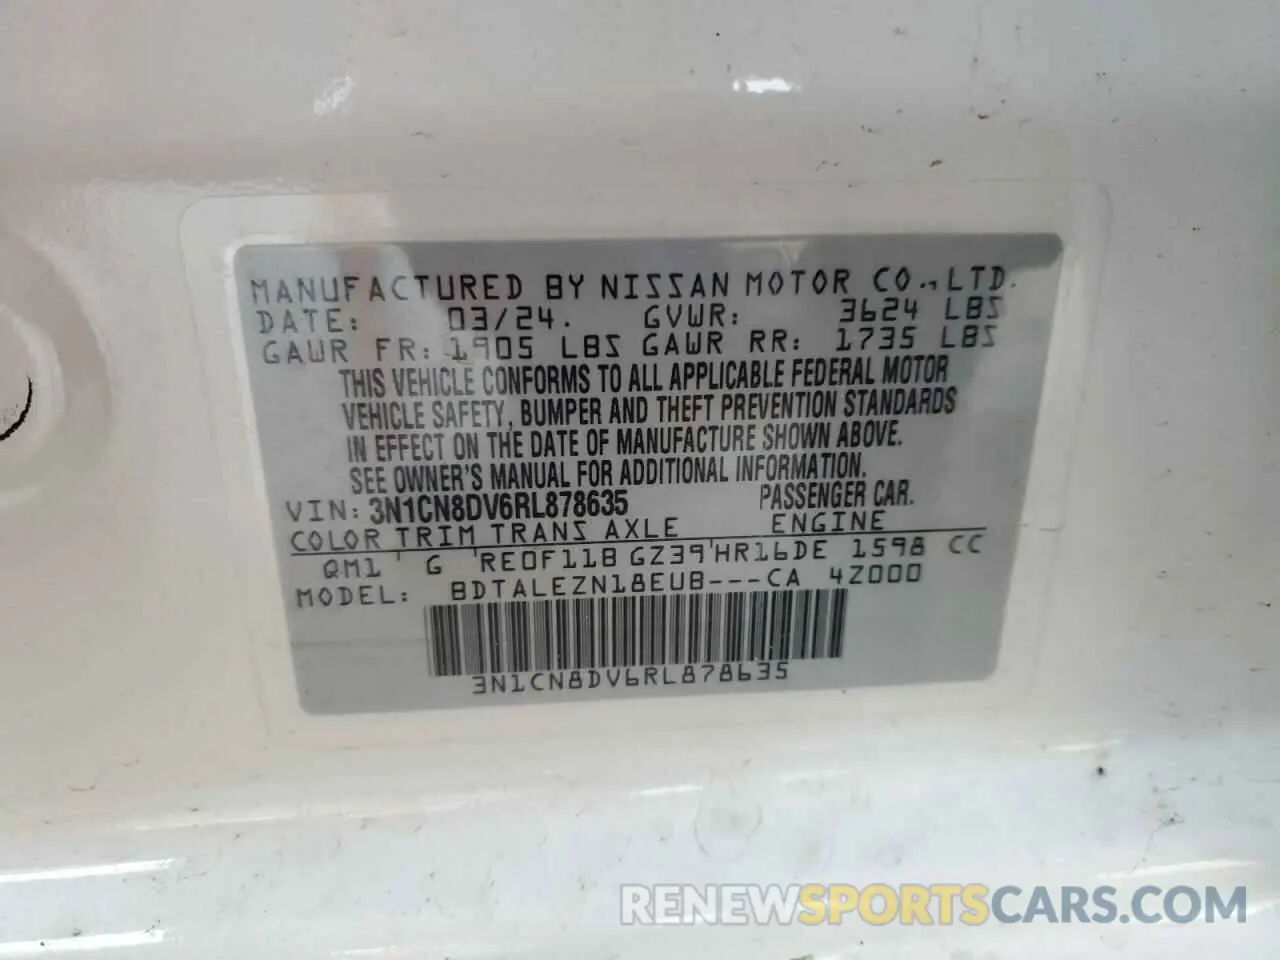 MANUFACTURED BY NISSAN MOTOR CO., LTD.
DATE: 03/24. GVWR: 3624 LBS
GAWR FR: 1905 LBS GAWR RR: 1735 LBS
THIS VEHICLE CONFORMS TO ALL APPLICABLE FEDERAL MOTOR
VEHICLE SAFETY, BUMPER AND THEFT PREVENTION STANDARDS
IN EFFECT ON THE DATE OF MANUFACTURE SHOWN ABOVE.
SEE OWNER'S MANUAL FOR ADDITIONAL INFORMATION.
VIN: 3N1CN8DV6RL878635 PASSENGER CAR.
COLOR TRIM TRANS AXLE ENGINE
QM1 G RE0F11B GZ39 HR16DE 1598 CC
MODEL: BDTALEZN18EUB---CA 4Z000
3N1CN8DV6RL878635
RENEWSPORTSCARS.COM